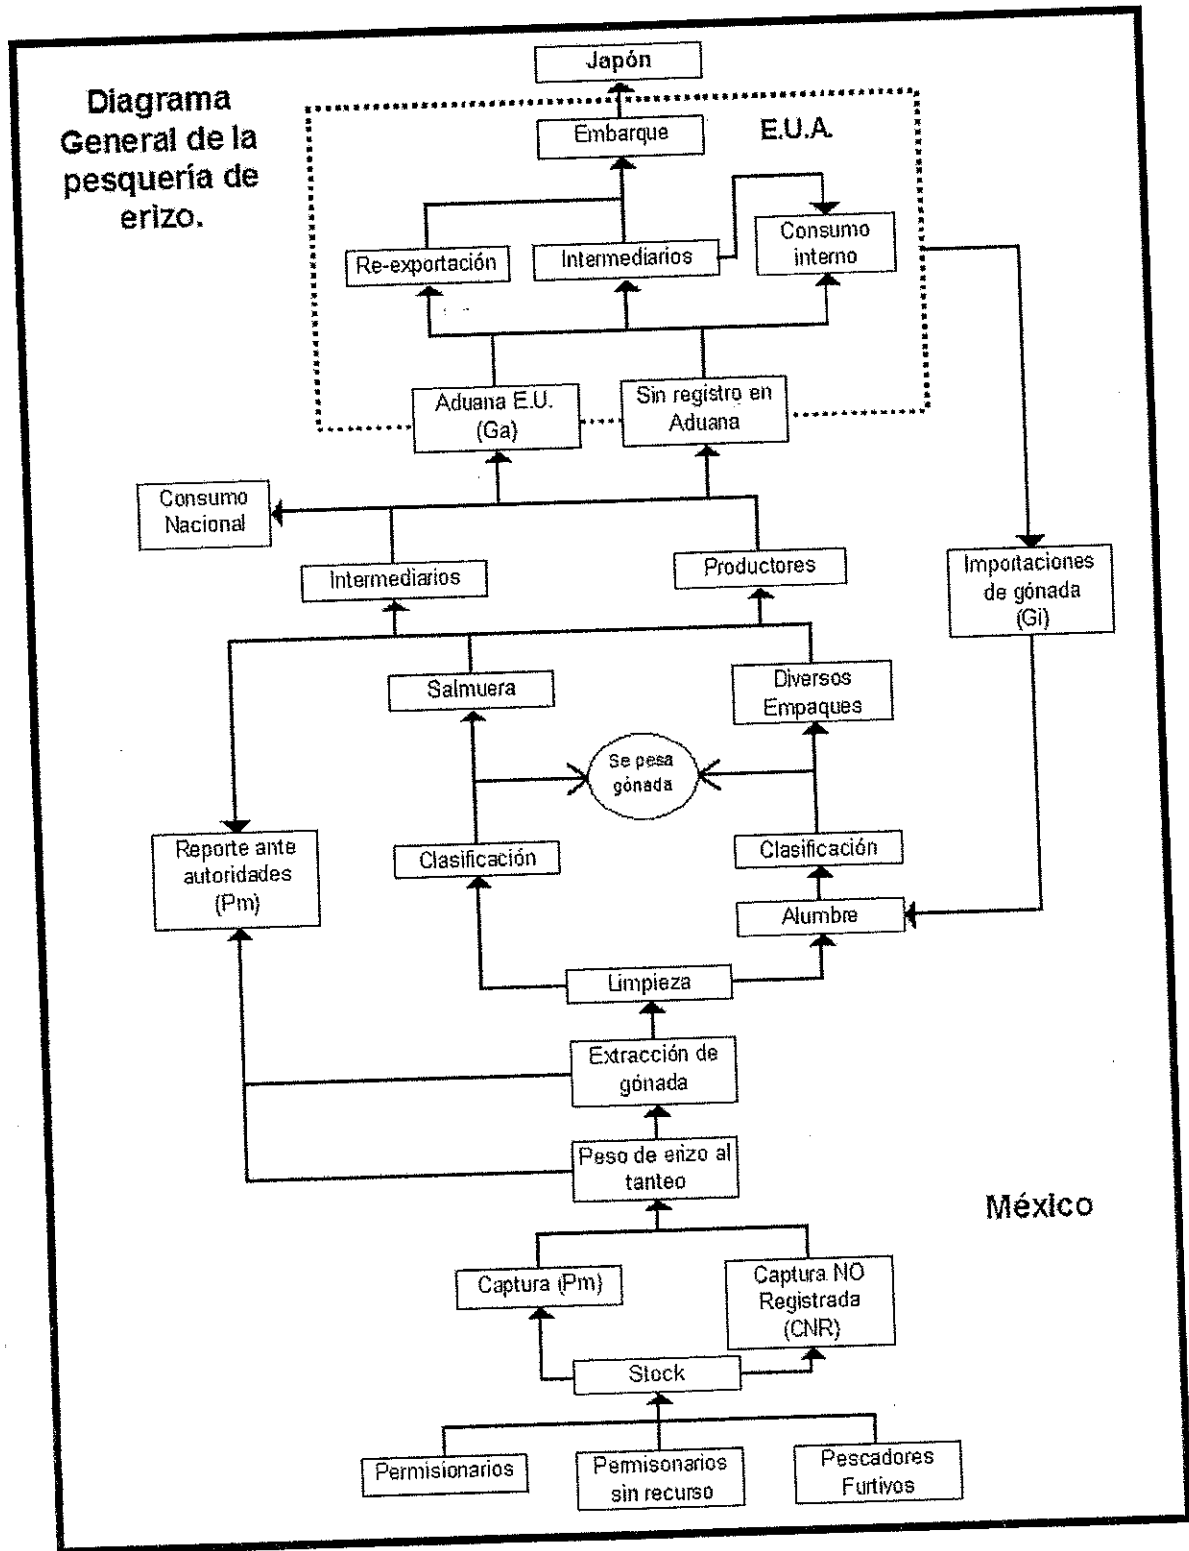 Diagrama
General de la
pesquería de
erizo.
Japón
Embarque
E.U.A.
Re-exportación
Intermediarios
Consumo
interno
Aduana E.U.
(Ga)
Sin registro en
Aduana
Consumo
Nacional
Intermediarios
Productores
Importaciones
de gónada
(Gi)
Salmuera
Diversos
Empaques
Se pesa
gónada
Reporte ante
autoridades
(Pm)
Clasificación
Clasificación
Alumbre
Limpieza
Extracción de
gónada
Peso de erizo al
tanteo
México
Captura (Pm)
Captura NO
Registrada
(CNR)
Stock
Permisionarios
Permisonarios
sin recurso
Pescadores
Furtivos